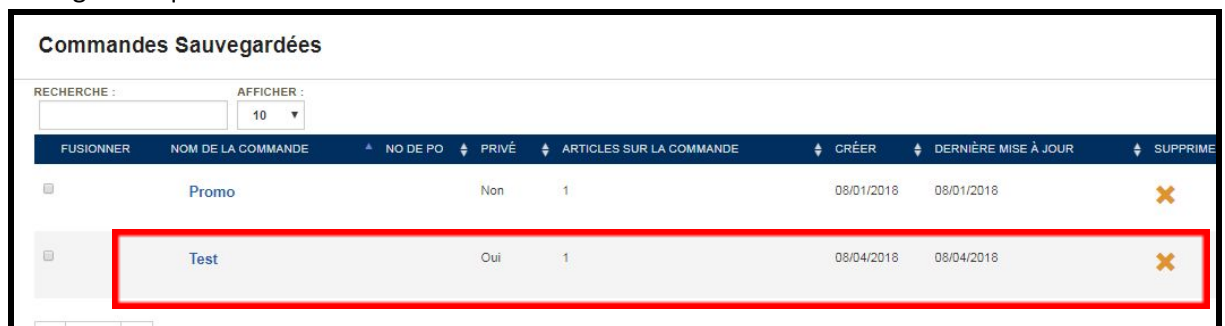 Commandes Sauvegardées
RECHERCHE : AFFICHER :
10
FUSIONNER NOM DE LA COMMANDE NO DE PO PRIVÉ ARTICLES SUR LA COMMANDE CRÉER DERNIÈRE MISE À JOUR SUPPRIME
Promo Non 1 08/01/2018 08/01/2018
Test Oui 1 08/04/2018 08/04/2018